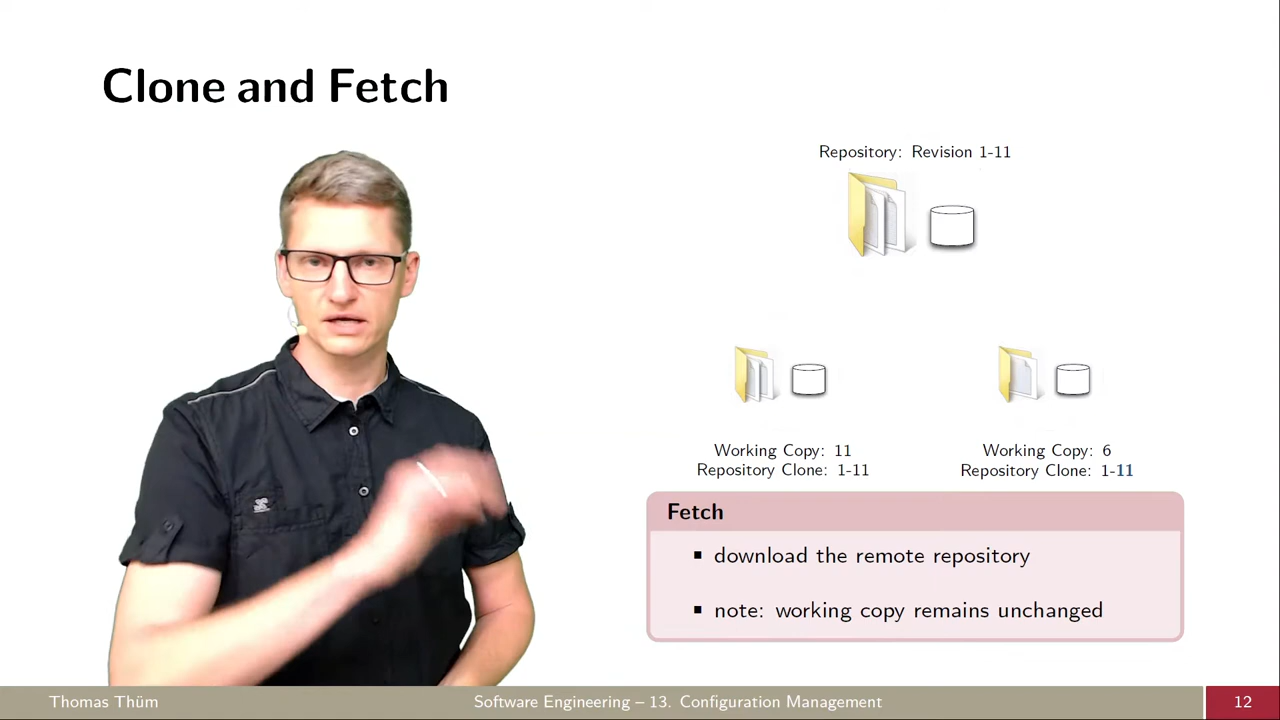 Clone and Fetch
Repository: Revision 1-11
Working Copy: 11
Repository Clone: 1-11
Working Copy: 6
Repository Clone: 1-11
Fetch
▪ download the remote repository
▪ note: working copy remains unchanged
Thomas Thüm
Software Engineering – 13. Configuration Management
12